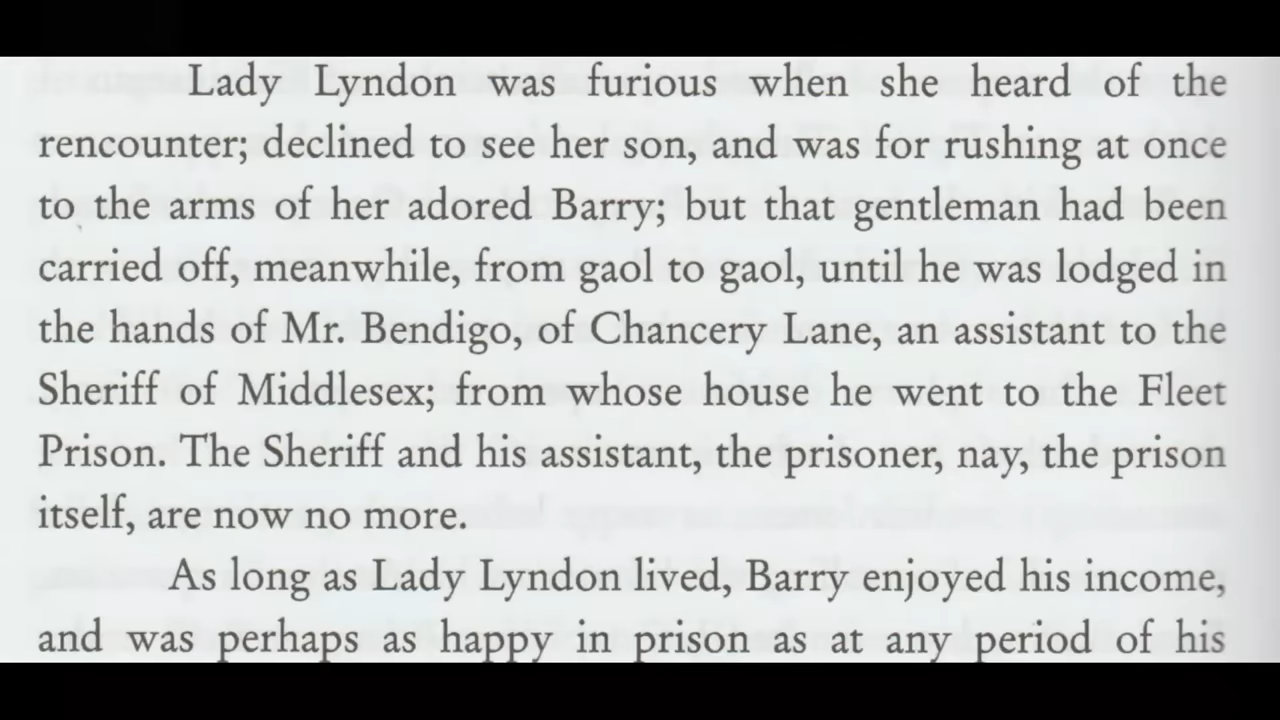 Lady Lyndon was furious when she heard of the
rencounter; declined to see her son, and was for rushing at once
to the arms of her adored Barry; but that gentleman had been
carried off, meanwhile, from gaol to gaol, until he was lodged in
the hands of Mr. Bendigo, of Chancery Lane, an assistant to the
Sheriff of Middlesex; from whose house he went to the Fleet
Prison. The Sheriff and his assistant, the prisoner, nay, the prison
itself, are now no more.
As long as Lady Lyndon lived, Barry enjoyed his income,
and was perhaps as happy in prison as at any period of his